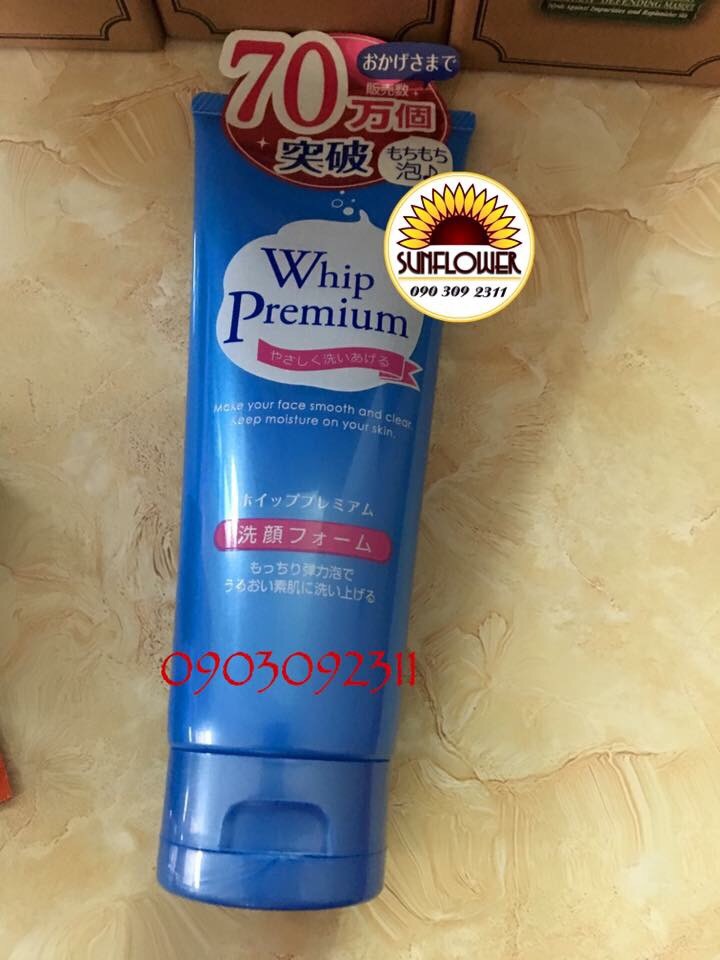 DEFENDING MARKET
おかげさまで
70
販売数
万個
突破
もちもち
泡♪
SUNFLOWER
090 309 2311
Whip
Premium
やさしく洗いあげる
Make your face smooth and clear.
Keep moisture on your skin.
ホイッププレミアム
洗顔フォーム
もっちり弾力泡で
うるおい素肌に洗い上げる
0903092311